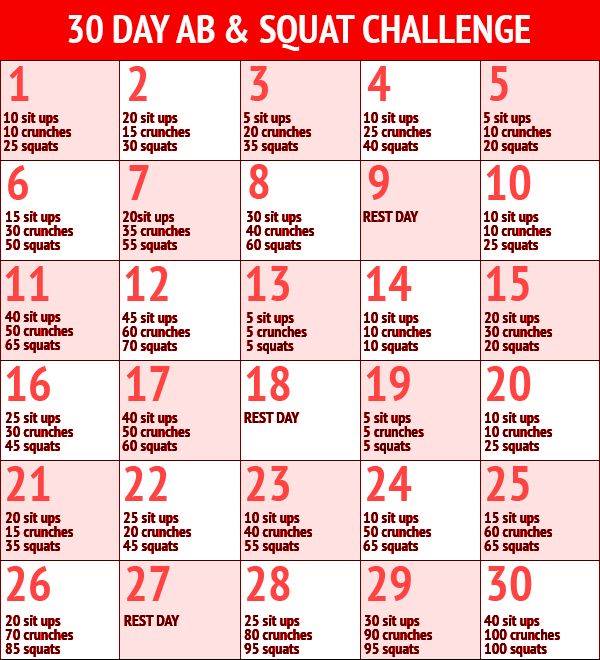 30 DAY AB & SQUAT CHALLENGE
1
10 sit ups
10 crunches
25 squats
2
20 sit ups
15 crunches
30 squats
3
5 sit ups
20 crunches
35 squats
4
10 sit ups
25 crunches
40 squats
5
5 sit ups
10 crunches
20 squats
6
15 sit ups
30 crunches
50 squats
7
20sit ups
35 crunches
55 squats
8
30 sit ups
40 crunches
60 squats
9
REST DAY
10
10 sit ups
10 crunches
25 squats
11
40 sit ups
50 crunches
65 squats
12
45 sit ups
60 crunches
70 squats
13
5 sit ups
5 crunches
5 squats
14
10 sit ups
10 crunches
10 squats
15
20 sit ups
30 crunches
20 squats
16
25 sit ups
30 crunches
45 squats
17
40 sit ups
50 crunches
60 squats
18
REST DAY
19
5 sit ups
5 crunches
5 squats
20
10 sit ups
10 crunches
25 squats
21
20 sit ups
15 crunches
35 squats
22
25 sit ups
20 crunches
45 squats
23
10 sit ups
40 crunches
55 squats
24
10 sit ups
50 crunches
65 squats
25
15 sit ups
60 crunches
65 squats
26
20 sit ups
70 crunches
85 squats
27
REST DAY
28
25 sit ups
80 crunches
95 squats
29
30 sit ups
90 crunches
95 squats
30
40 sit ups
100 crunches
100 squats